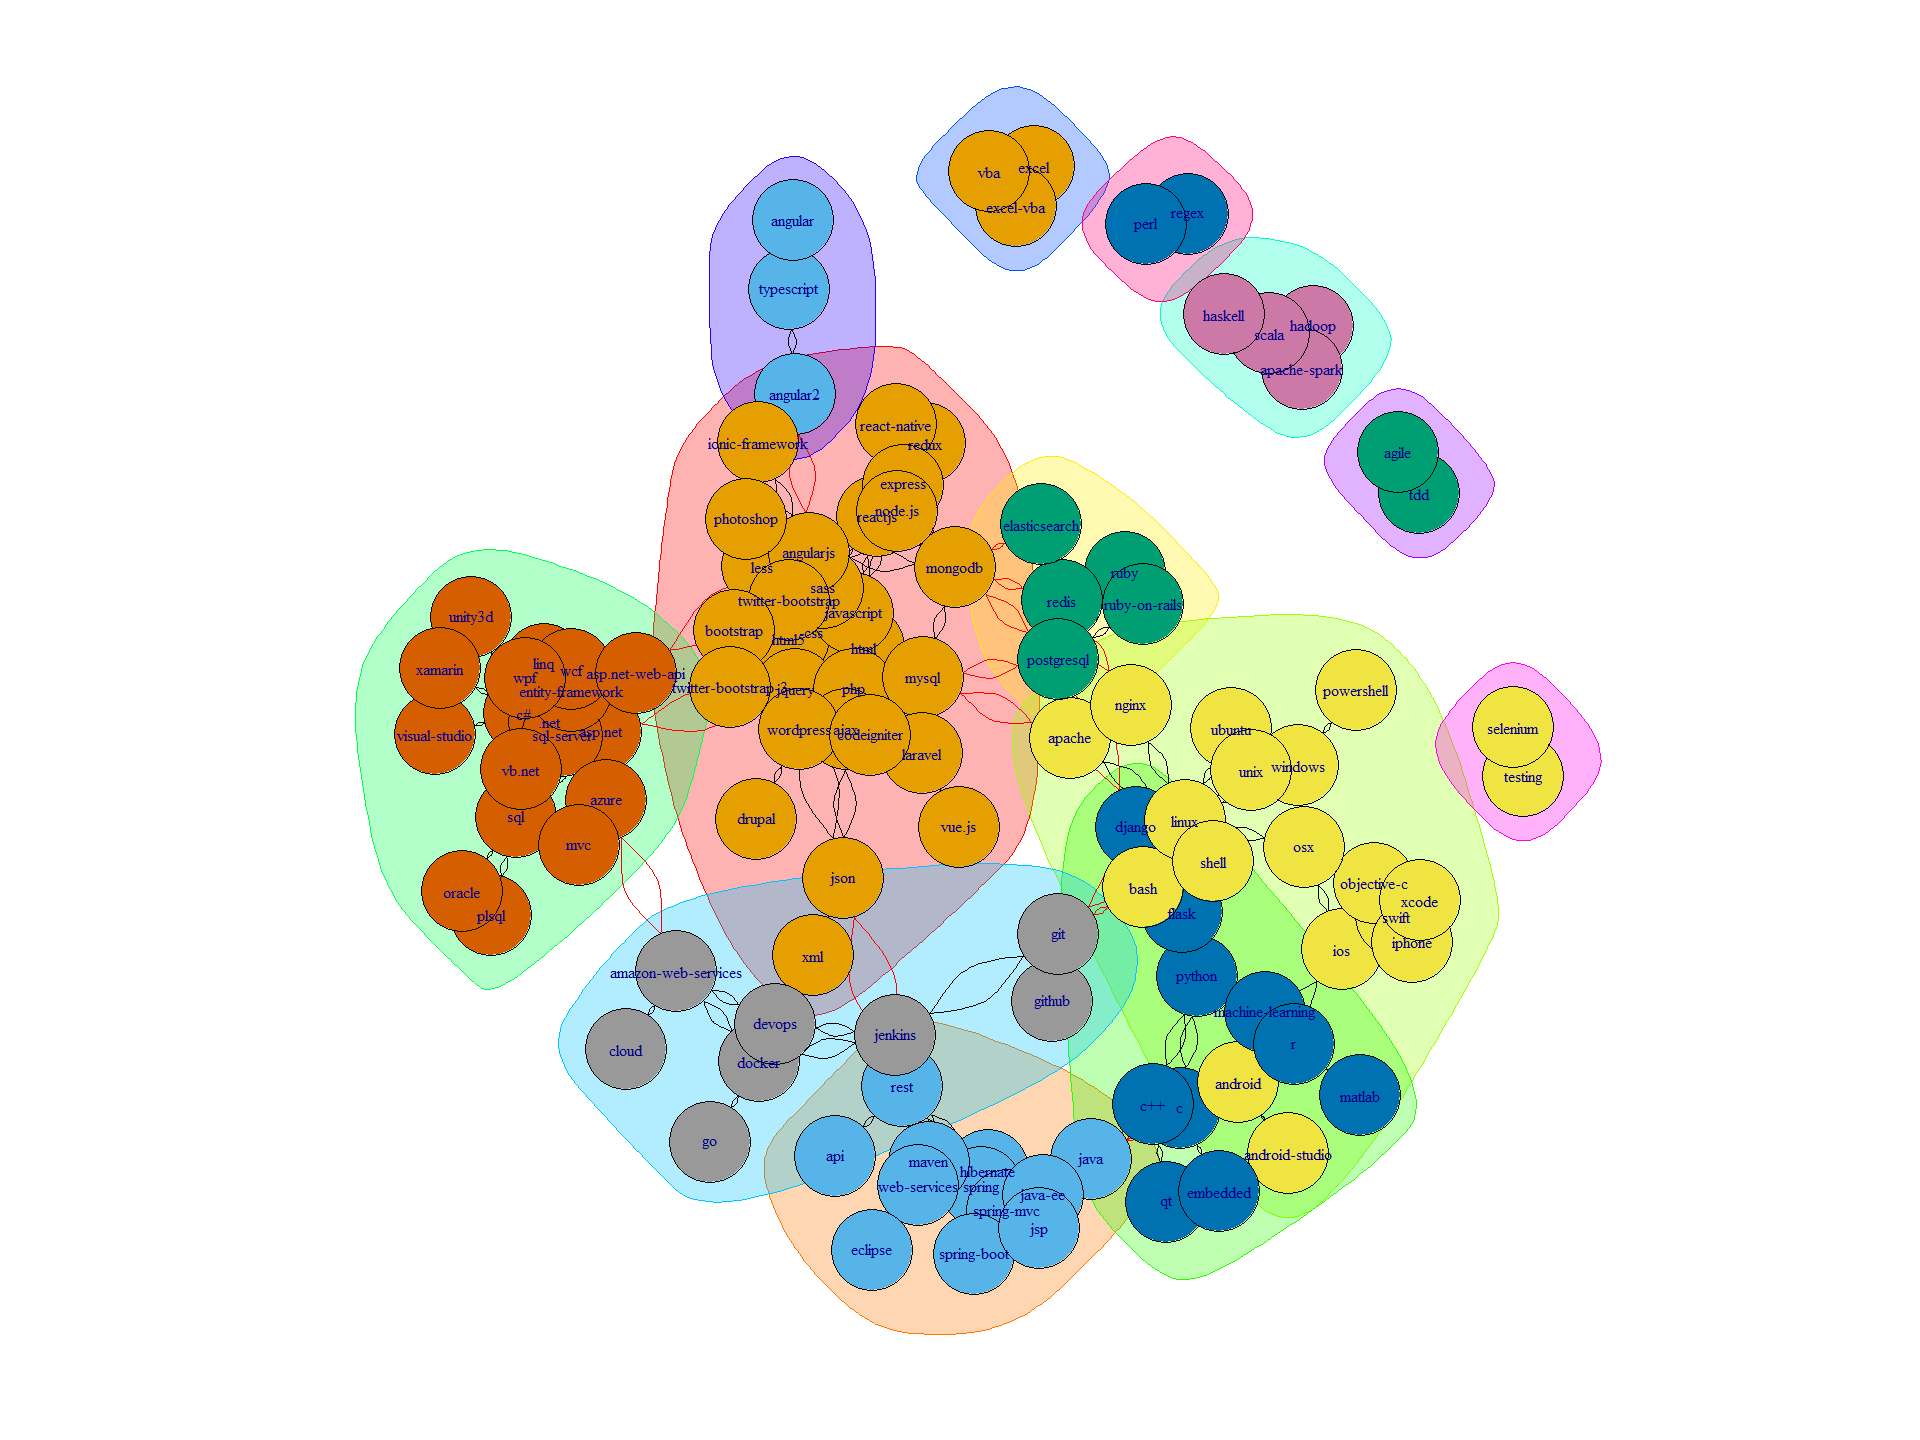 vba
excel
excel-vba
perl
regex
angular
typescript
angular2
haskell
scala
hadoop
apache-spark
agile
tdd
ionic-framework
react-native
redux
express
node.js
reactjs
photoshop
angularjs
less
sass
mongodb
twitter-bootstrap
javascript
bootstrap
html5
css
html
twitter-bootstrap-3
jquery
php
mysql
wordpress
ajax
codeigniter
laravel
drupal
vue.js
json
xml
elasticsearch
ruby
redis
ruby-on-rails
postgresql
unity3d
xamarin
linq
wpf
wcf
asp.net-web-api
entity-framework
c#
.net
visual-studio
sql-server
asp.net
vb.net
azure
sql
mvc
oracle
plsql
nginx
apache
powershell
ubuntu
unix
windows
selenium
testing
django
linux
shell
osx
bash
flask
objective-c
xcode
swift
iphone
ios
python
machine-learning
r
android
matlab
android-studio
c++
c
qt
embedded
git
github
amazon-web-services
devops
jenkins
cloud
docker
go
rest
api
maven
hibernate
java
web-services
spring
java-ee
spring-mvc
jsp
eclipse
spring-boot